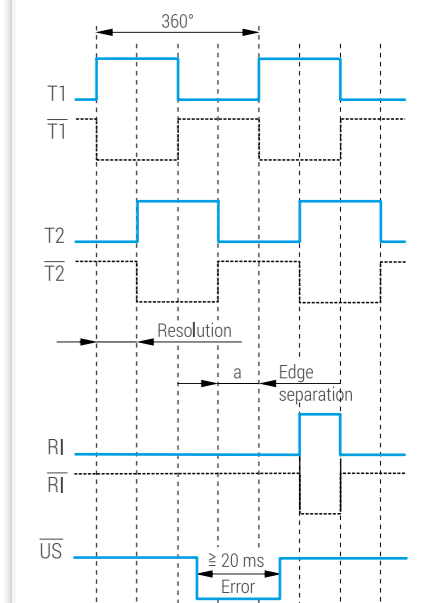 360°
T1
T1
T2
T2
Resolution
a
Edge
separation
RI
RI
US
≧ 20 ms
Error